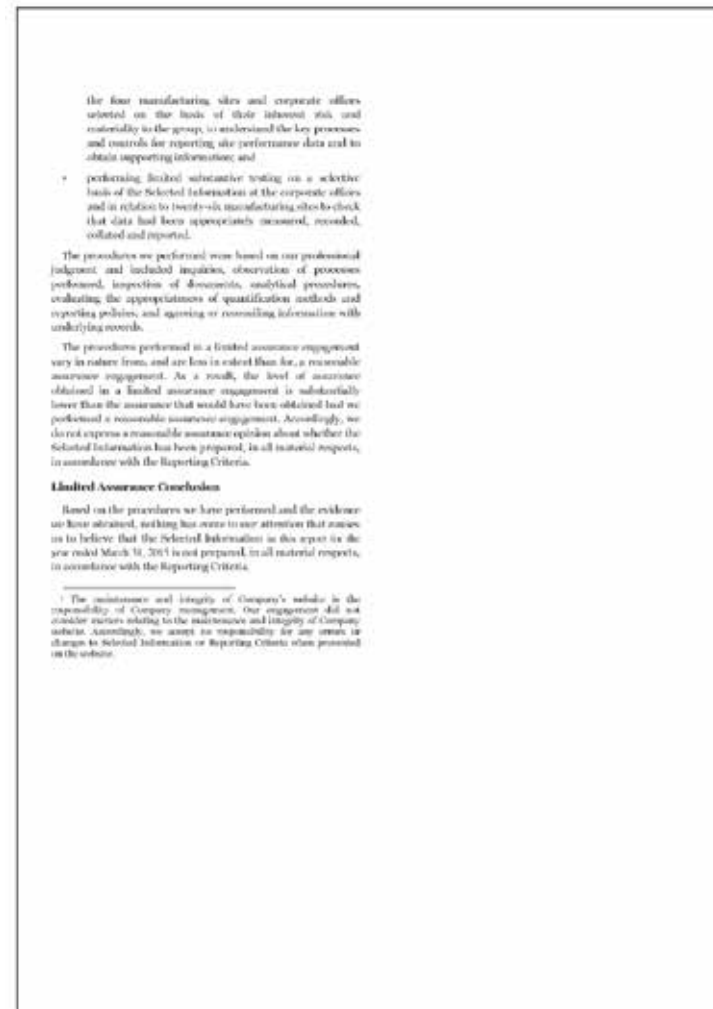 the four manufacturing sites and corporate offices
selected on the basis of their inherent risk and
materiality to the group, to understand the key processes
and controls for reporting site performance data and to
obtain supporting information; and
• performing limited substantive testing on a selective
basis of the Selected Information at the corporate offices
and in relation to twenty-six manufacturing sites to check
that data had been appropriately measured, recorded,
collated and reported.
The procedures we performed were based on our professional
judgment and included inquiries, observation of processes
performed, inspection of documents, analytical procedures,
evaluating the appropriateness of quantification methods and
reporting policies, and agreeing or reconciling information with
underlying records.
The procedures performed in a limited assurance engagement
vary in nature from, and are less in extent than for, a reasonable
assurance engagement. As a result, the level of assurance
obtained in a limited assurance engagement is substantially
lower than the assurance that would have been obtained had we
performed a reasonable assurance engagement. Accordingly, we
do not express a reasonable assurance opinion about whether the
Selected Information has been prepared, in all material respects,
in accordance with the Reporting Criteria.
Limited Assurance Conclusion
Based on the procedures we have performed and the evidence
we have obtained, nothing has come to our attention that causes
us to believe that the Selected Information in this report for the
year ended March 31, 2015 is not prepared, in all material respects,
in accordance with the Reporting Criteria.
¹ The maintenance and integrity of Company's website is the
responsibility of Company management. Our engagement did not
consider matters relating to the maintenance and integrity of Company
website. Accordingly, we accept no responsibility for any errors or
changes to Selected Information or Reporting Criteria when presented
on the website.